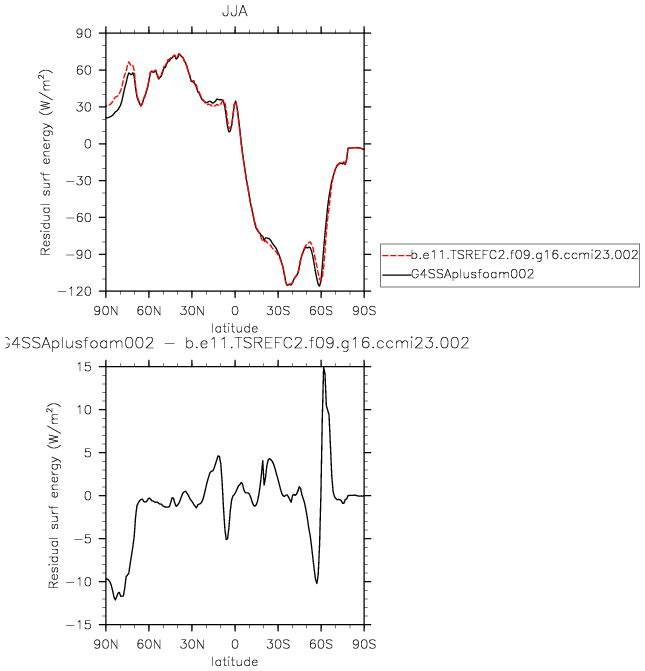 JJA
90
60
30
0
−30
−60
−90
−120
Residual surf energy (W/m²)
90N 60N 30N 0 30S 60S 90S
latitude
b.e11.TSREFC2.f09.g16.ccmi23.002
G4SSAplusfoam002
G4SSAplusfoam002 − b.e11.TSREFC2.f09.g16.ccmi23.002
15
10
5
0
−5
−10
−15
Residual surf energy (W/m²)
90N 60N 30N 0 30S 60S 90S
latitude